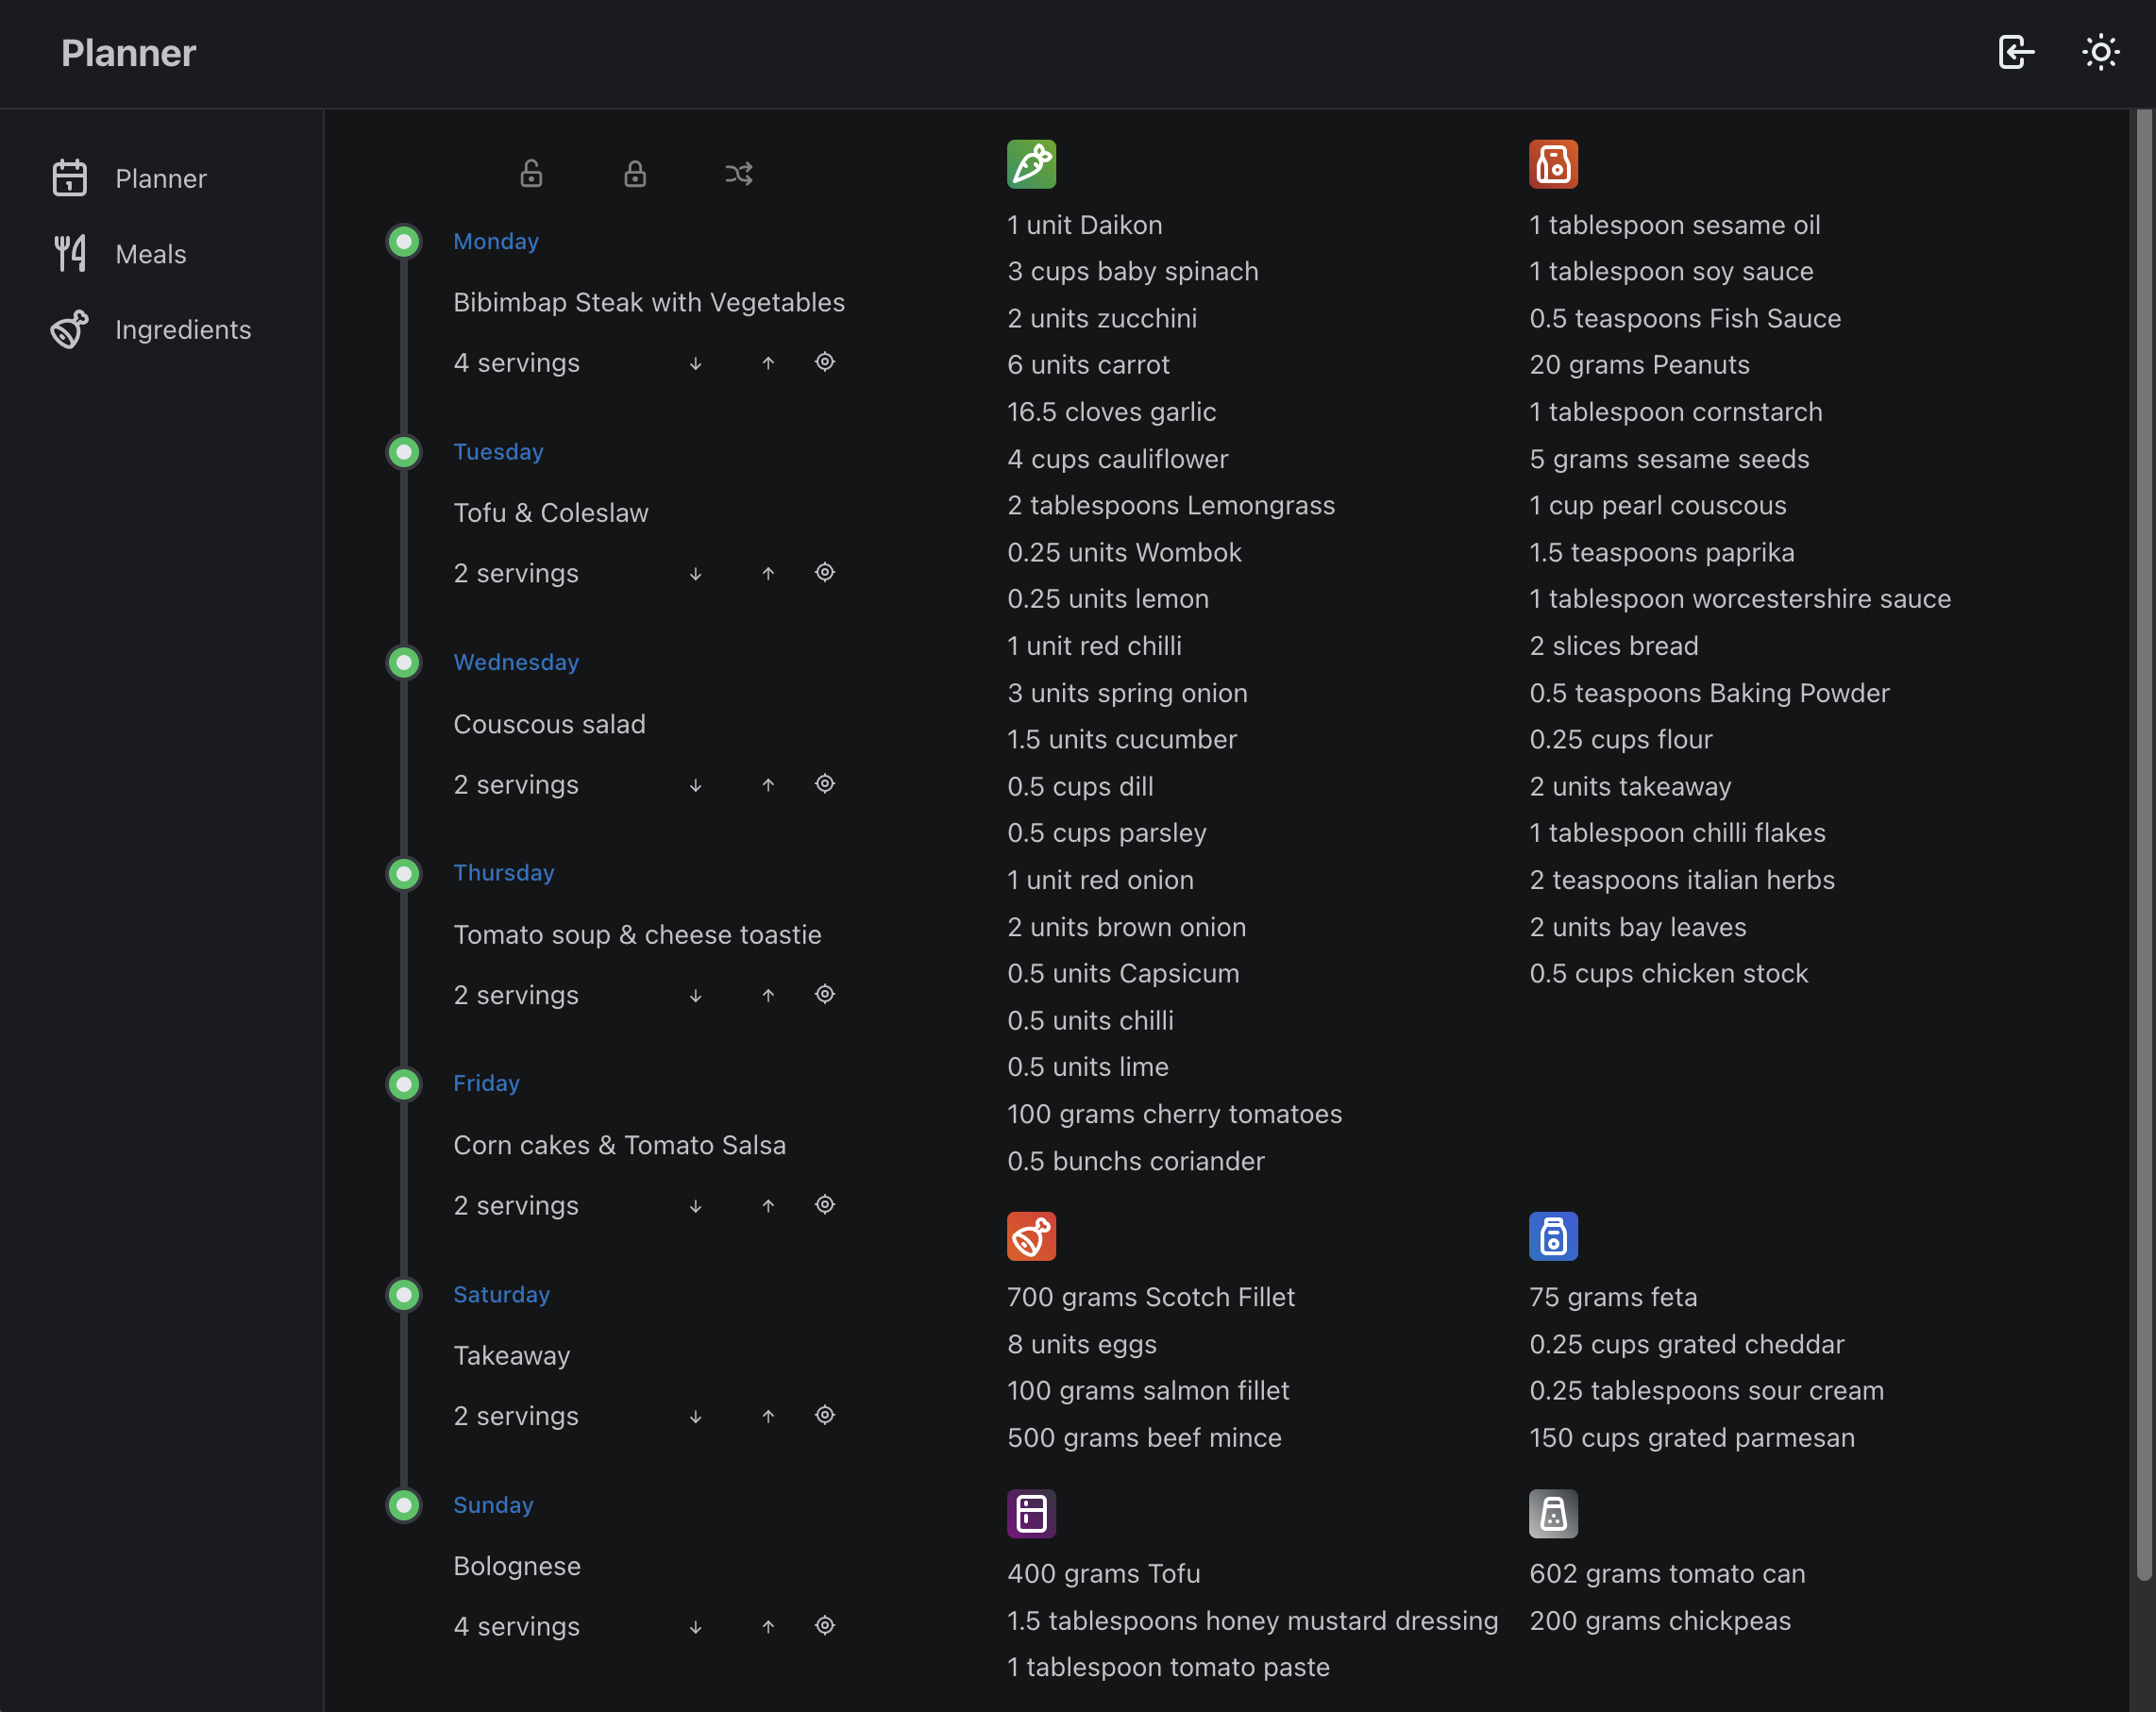 Planner
Planner
Meals
Ingredients
Monday
Bibimbap Steak with Vegetables
4 servings
Tuesday
Tofu & Coleslaw
2 servings
Wednesday
Couscous salad
2 servings
Thursday
Tomato soup & cheese toastie
2 servings
Friday
Corn cakes & Tomato Salsa
2 servings
Saturday
Takeaway
2 servings
Sunday
Bolognese
4 servings
1 unit Daikon
3 cups baby spinach
2 units zucchini
6 units carrot
16.5 cloves garlic
4 cups cauliflower
2 tablespoons Lemongrass
0.25 units Wombok
0.25 units lemon
1 unit red chilli
3 units spring onion
1.5 units cucumber
0.5 cups dill
0.5 cups parsley
1 unit red onion
2 units brown onion
0.5 units Capsicum
0.5 units chilli
0.5 units lime
100 grams cherry tomatoes
0.5 bunchs coriander
1 tablespoon sesame oil
1 tablespoon soy sauce
0.5 teaspoons Fish Sauce
20 grams Peanuts
1 tablespoon cornstarch
5 grams sesame seeds
1 cup pearl couscous
1.5 teaspoons paprika
1 tablespoon worcestershire sauce
2 slices bread
0.5 teaspoons Baking Powder
0.25 cups flour
2 units takeaway
1 tablespoon chilli flakes
2 teaspoons italian herbs
2 units bay leaves
0.5 cups chicken stock
700 grams Scotch Fillet
8 units eggs
100 grams salmon fillet
500 grams beef mince
75 grams feta
0.25 cups grated cheddar
0.25 tablespoons sour cream
150 cups grated parmesan
400 grams Tofu
1.5 tablespoons honey mustard dressing
1 tablespoon tomato paste
602 grams tomato can
200 grams chickpeas